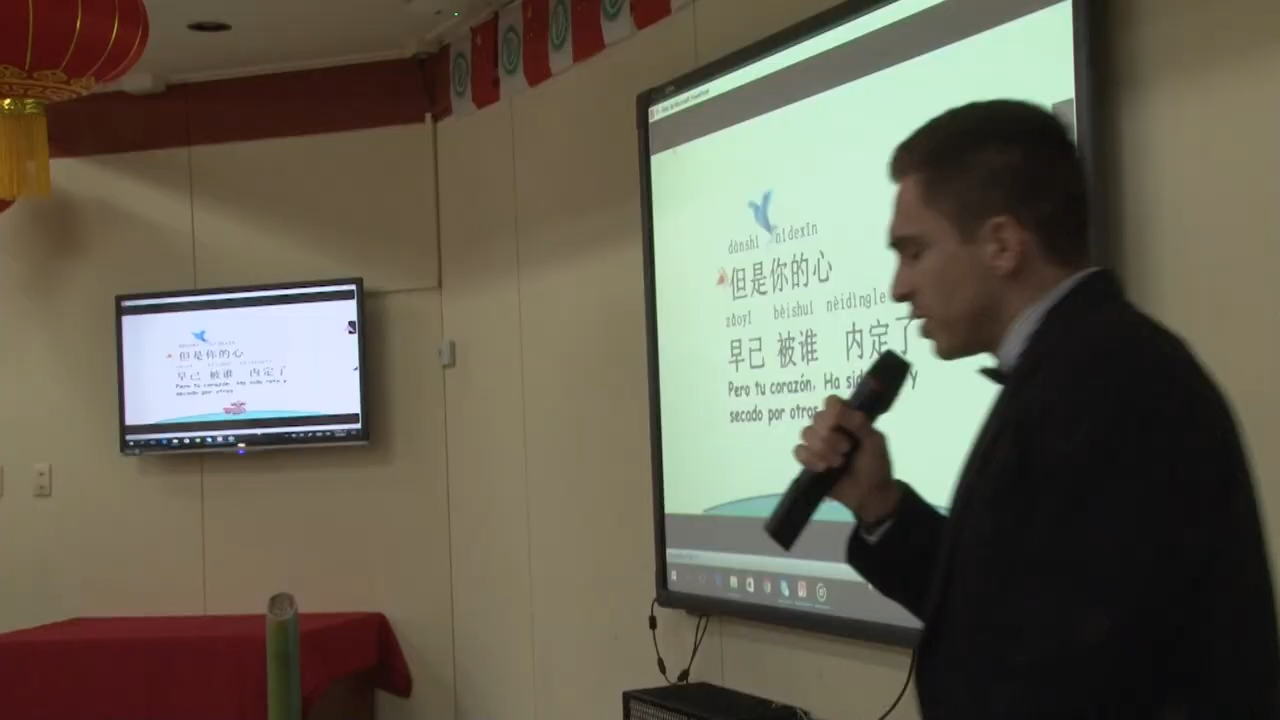 dànshì nǐdexīn
但是你的心
zǎoyǐ bèishuí nèidìngle
早已 被谁 内定了
Pero tu corazón, Ha sido roto y
secado por otros